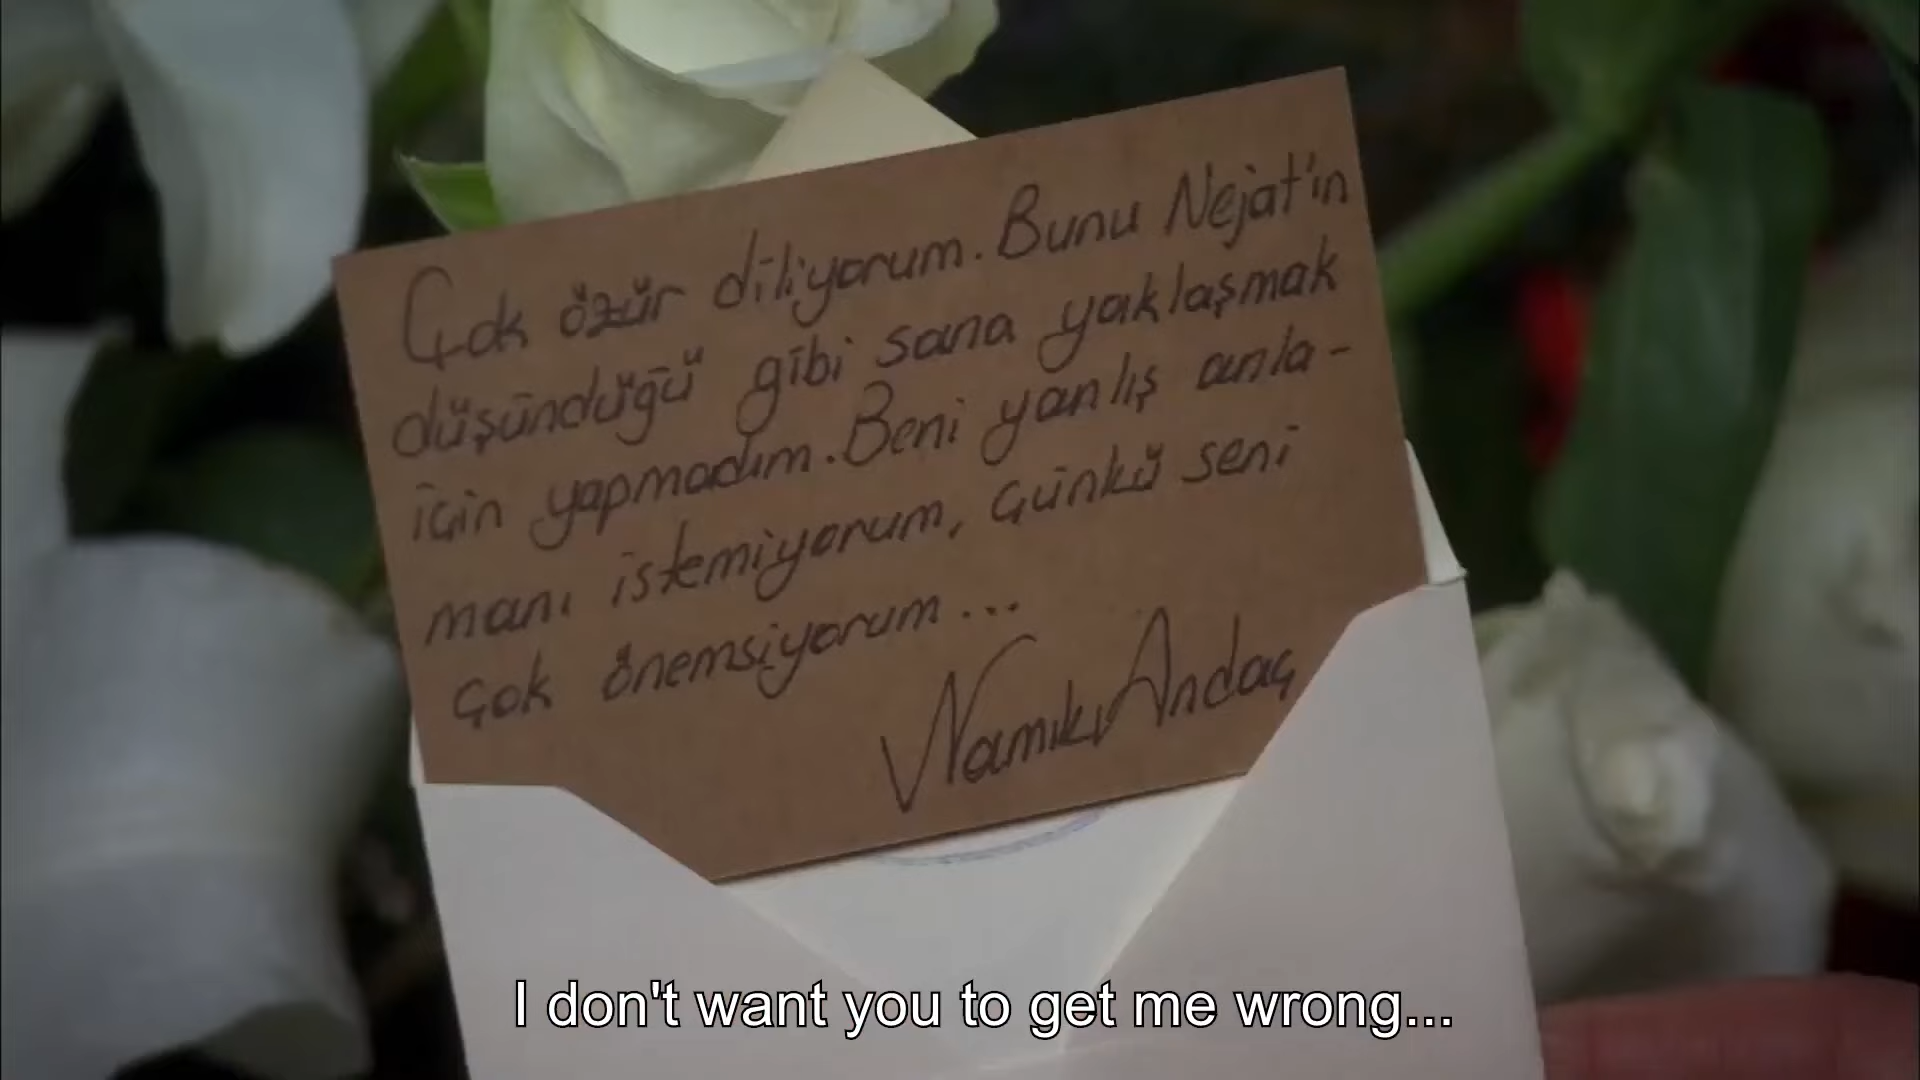 Çok özür diliyorum. Bunu Nejat'ın
düşündüğü gibi sana yaklaşmak
için yapmadım. Beni yanlış anla-
manı istemiyorum, çünkü seni
çok önemsiyorum...
Namık Andaç
I don't want you to get me wrong...